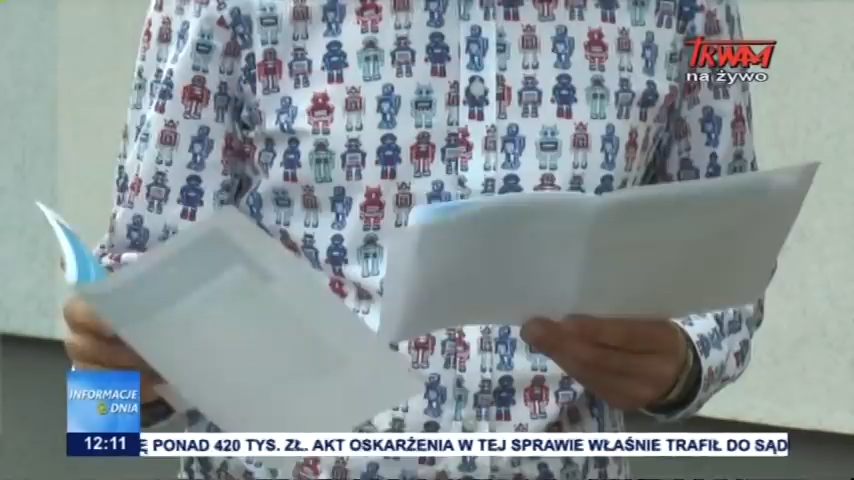 TRWAM
na żywo
INFORMACJE
DNIA
12:11 Ę PONAD 420 TYS. ZŁ. AKT OSKARŻENIA W TEJ SPRAWIE WŁAŚNIE TRAFIŁ DO SĄD